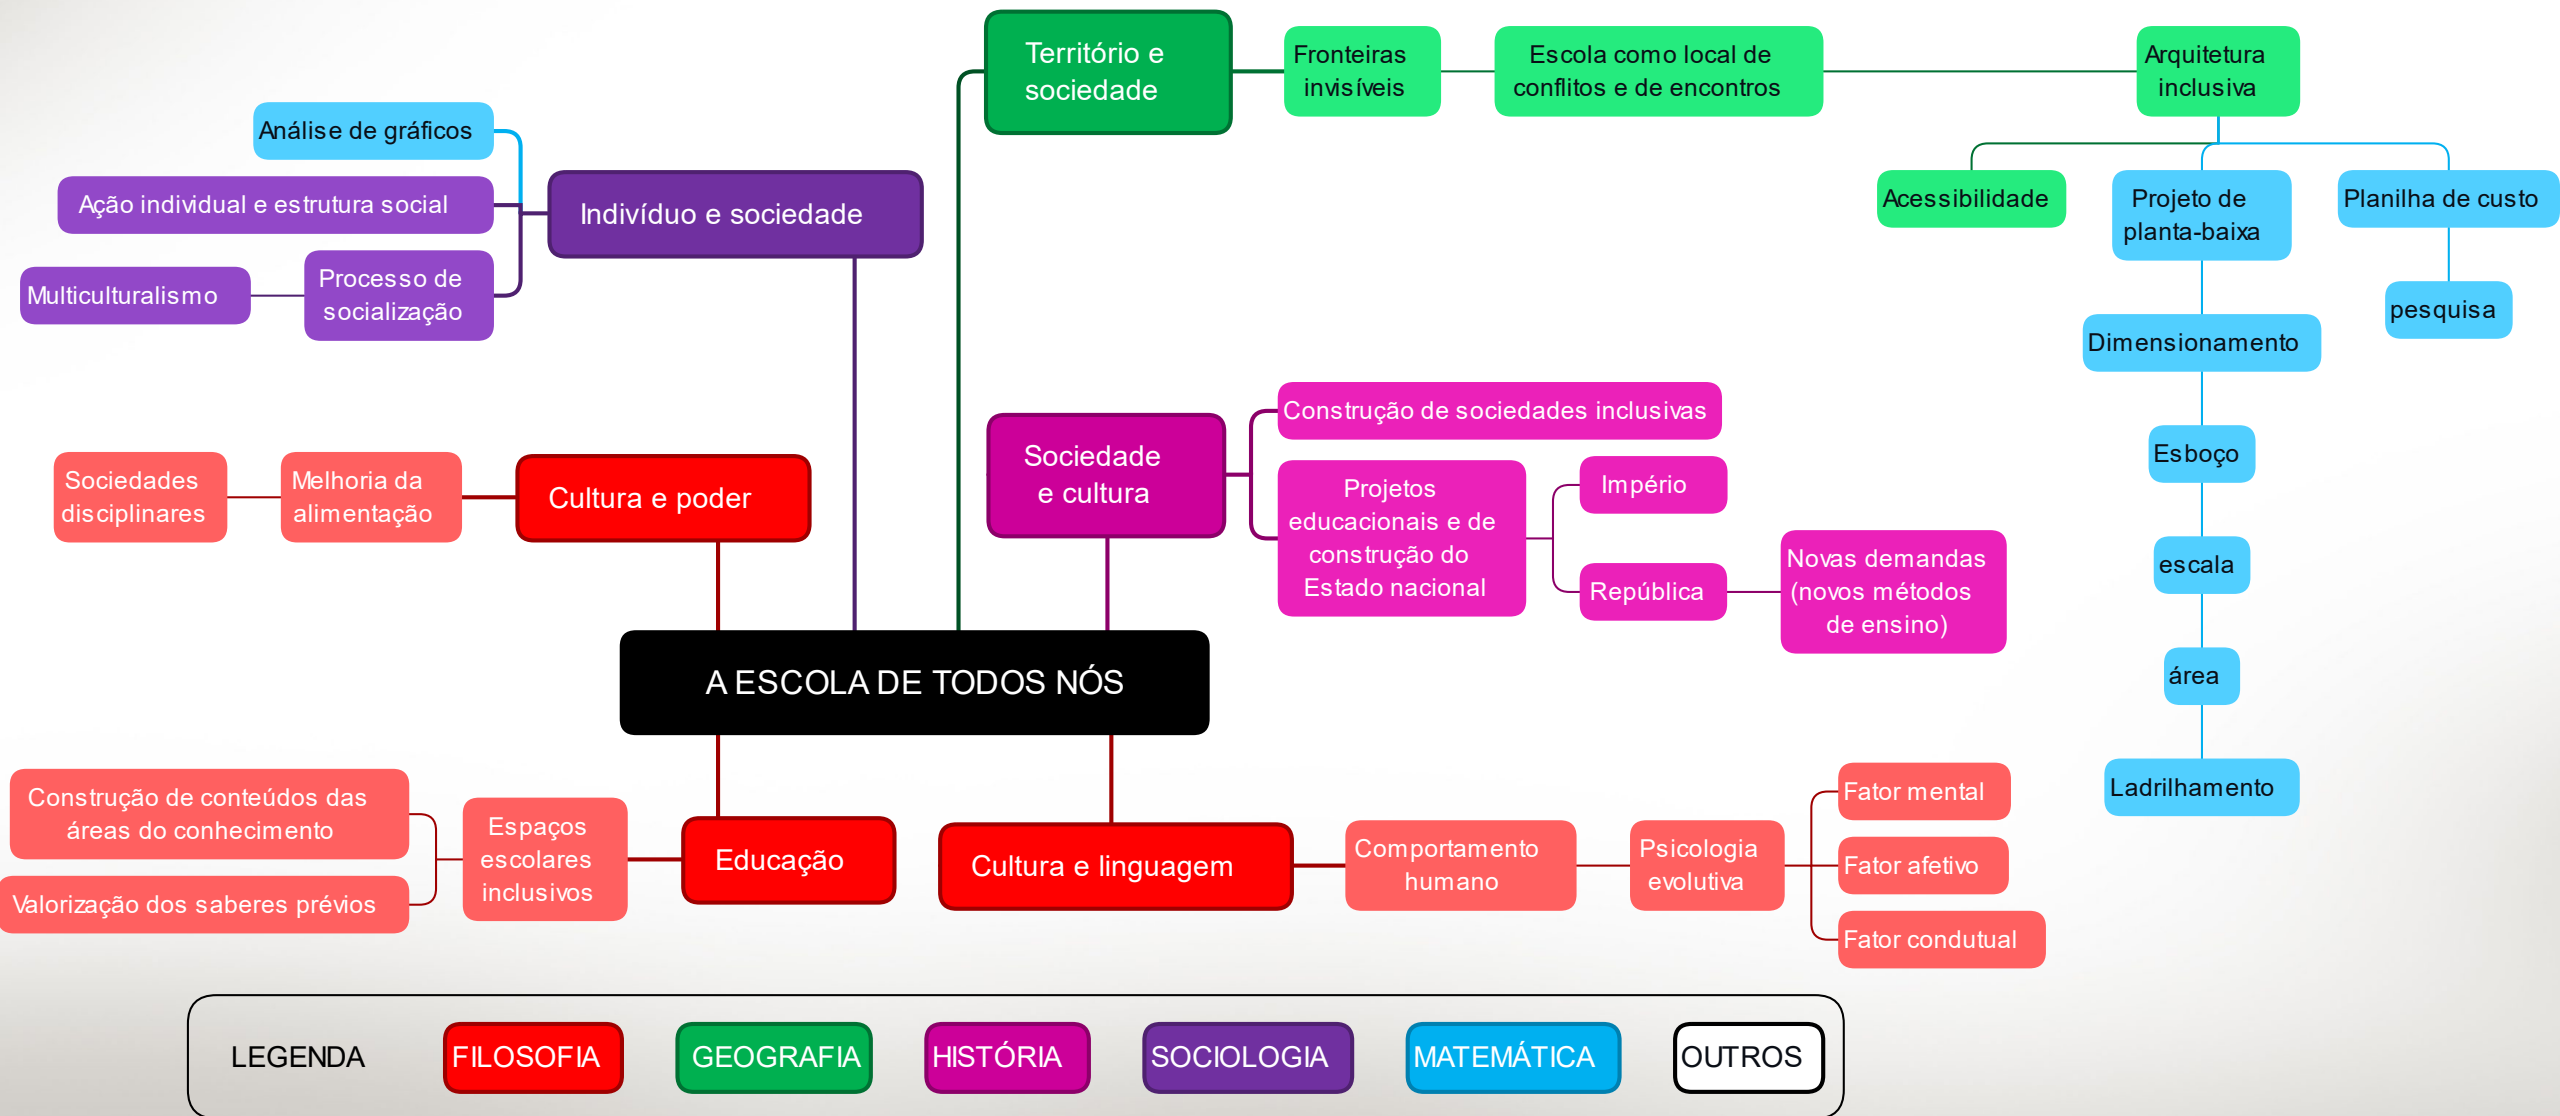 Território e
sociedade
Fronteiras
invisíveis
Escola como local de
conflitos e de encontros
Arquitetura
inclusiva
Acessibilidade
Projeto de
planta-baixa
Planilha de custo
pesquisa
Dimensionamento
Esboço
escala
área
Ladrilhamento
Análise de gráficos
Ação individual e estrutura social
Multiculturalismo
Processo de
socialização
Indivíduo e sociedade
Sociedades
disciplinares
Melhoria da
alimentação
Cultura e poder
Sociedade
e cultura
Construção de sociedades inclusivas
Projetos
educacionais e de
construção do
Estado nacional
Império
República
Novas demandas
(novos métodos
de ensino)
A ESCOLA DE TODOS NÓS
Construção de conteúdos das
áreas do conhecimento
Valorização dos saberes prévios
Espaços
escolares
inclusivos
Educação
Cultura e linguagem
Comportamento
humano
Psicologia
evolutiva
Fator mental
Fator afetivo
Fator condutual
LEGENDA
FILOSOFIA
GEOGRAFIA
HISTÓRIA
SOCIOLOGIA
MATEMÁTICA
OUTROS